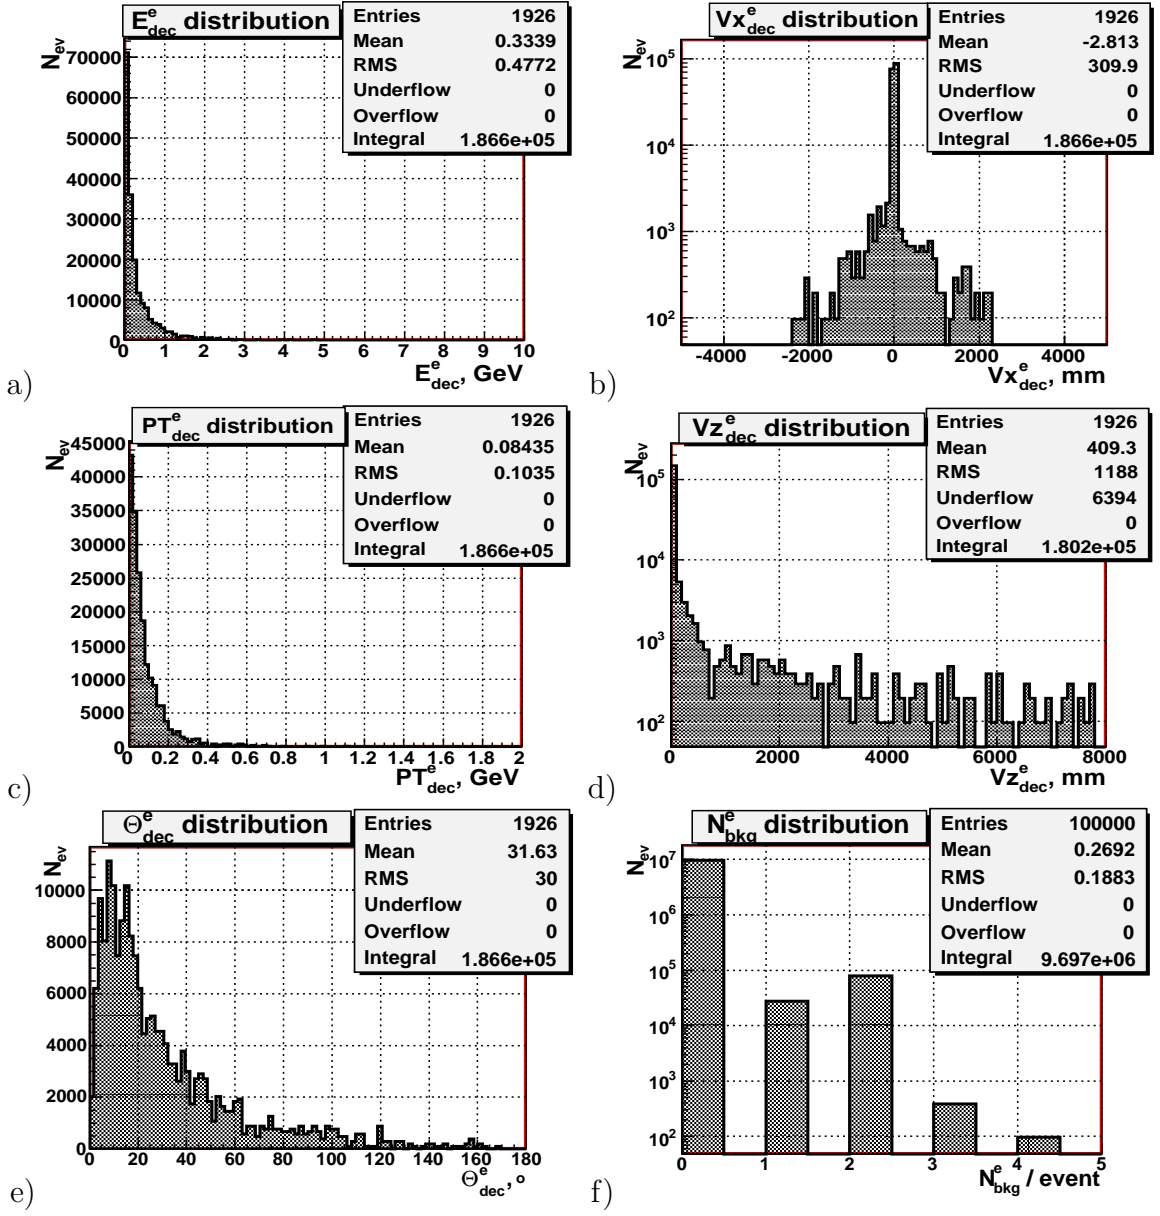 E^e_dec distribution
Entries 1926
Mean 0.3339
RMS 0.4772
Underflow 0
Overflow 0
Integral 1.866e+05
N_ev
70000
60000
50000
40000
30000
20000
10000
0
0 1 2 3 4 5 6 7 8 9 10
E^e_dec, GeV
a)
Vx^e_dec distribution
Entries 1926
Mean -2.813
RMS 309.9
Underflow 0
Overflow 0
Integral 1.866e+05
N_ev
10^5
10^4
10^3
10^2
-4000 -2000 0 2000 4000
Vx^e_dec, mm
b)
PT^e_dec distribution
Entries 1926
Mean 0.08435
RMS 0.1035
Underflow 0
Overflow 0
Integral 1.866e+05
N_ev
45000
40000
35000
30000
25000
20000
15000
10000
5000
0
0 0.2 0.4 0.6 0.8 1 1.2 1.4 1.6 1.8 2
PT^e_dec, GeV
c)
Vz^e_dec distribution
Entries 1926
Mean 409.3
RMS 1188
Underflow 6394
Overflow 0
Integral 1.802e+05
N_ev
10^5
10^4
10^3
10^2
0 2000 4000 6000 8000
Vz^e_dec, mm
d)
Θ^e_dec distribution
Entries 1926
Mean 31.63
RMS 30
Underflow 0
Overflow 0
Integral 1.866e+05
N_ev
10000
8000
6000
4000
2000
0
0 20 40 60 80 100 120 140 160 180
Θ^e_dec, o
e)
N^e_bkg distribution
Entries 100000
Mean 0.2692
RMS 0.1883
Underflow 0
Overflow 0
Integral 9.697e+06
N_ev
10^7
10^6
10^5
10^4
10^3
10^2
0 1 2 3 4 5
N^e_bkg / event
f)